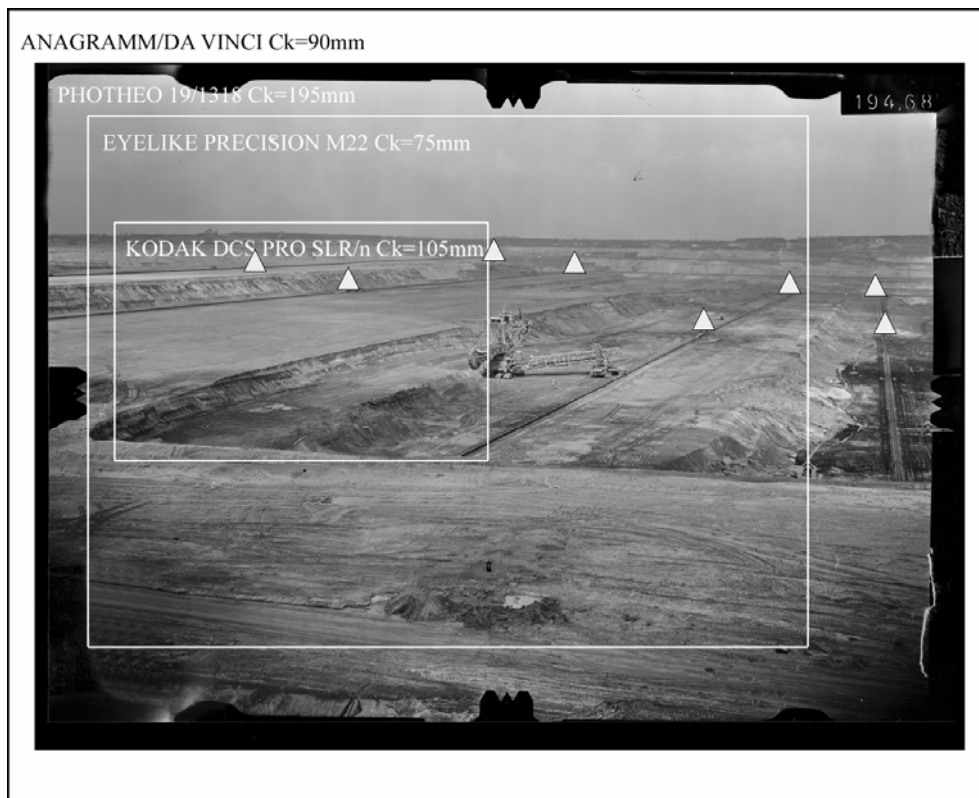 ANAGRAMM/DA VINCI Ck=90mm
PHOTHEO 19/1318 Ck=195mm
194,68
EYELIKE PRECISION M22 Ck=75mm
KODAK DCS PRO SLR/n Ck=105mm